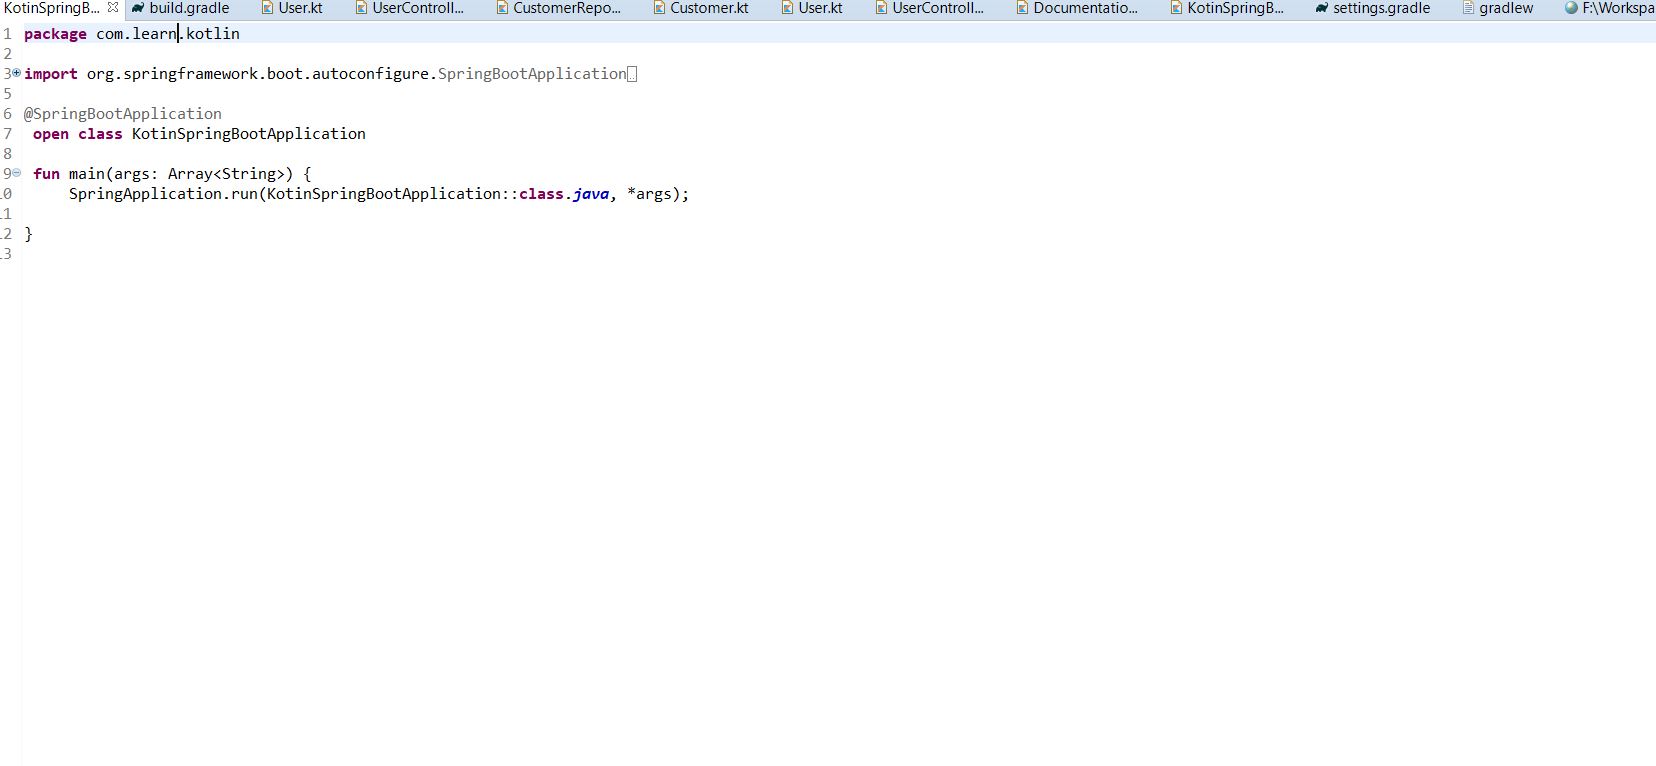 KotinSpringB... build.gradle User.kt UserControll... CustomerRepo... Customer.kt User.kt UserControll... Documentatio... KotinSpringB... settings.gradle gradlew F:\Workspa
1 package com.learn.kotlin
2
3 import org.springframework.boot.autoconfigure.SpringBootApplication
5
6 @SpringBootApplication
7 open class KotinSpringBootApplication
8
9 fun main(args: Array<String>) {
.0 SpringApplication.run(KotinSpringBootApplication::class.java, *args);
.1
.2 }
.3